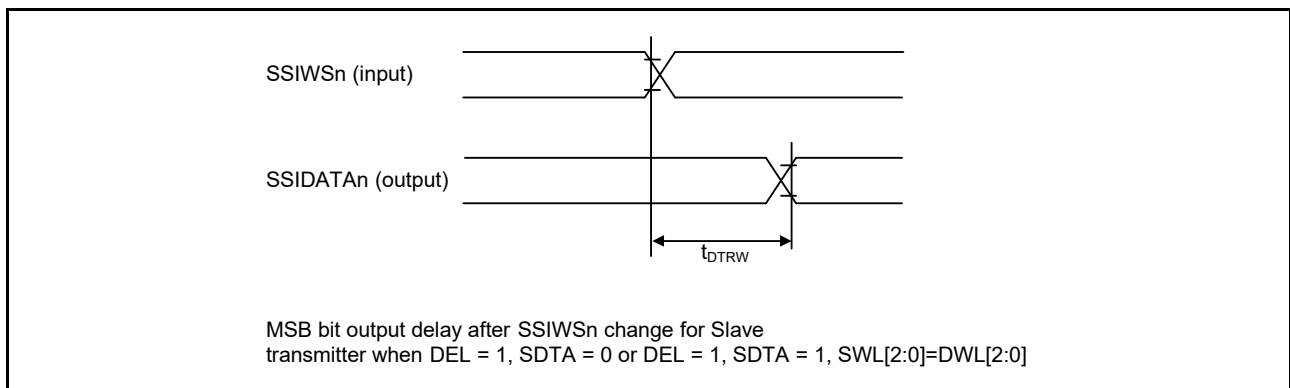 SSIWSn (input)
SSIDATAn (output)
tDTRW
MSB bit output delay after SSIWSn change for Slave
transmitter when DEL = 1, SDTA = 0 or DEL = 1, SDTA = 1, SWL[2:0]=DWL[2:0]